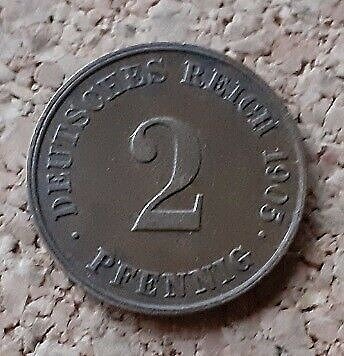 · DEUTSCHES REICH 1905 ·
2
PFENNIG